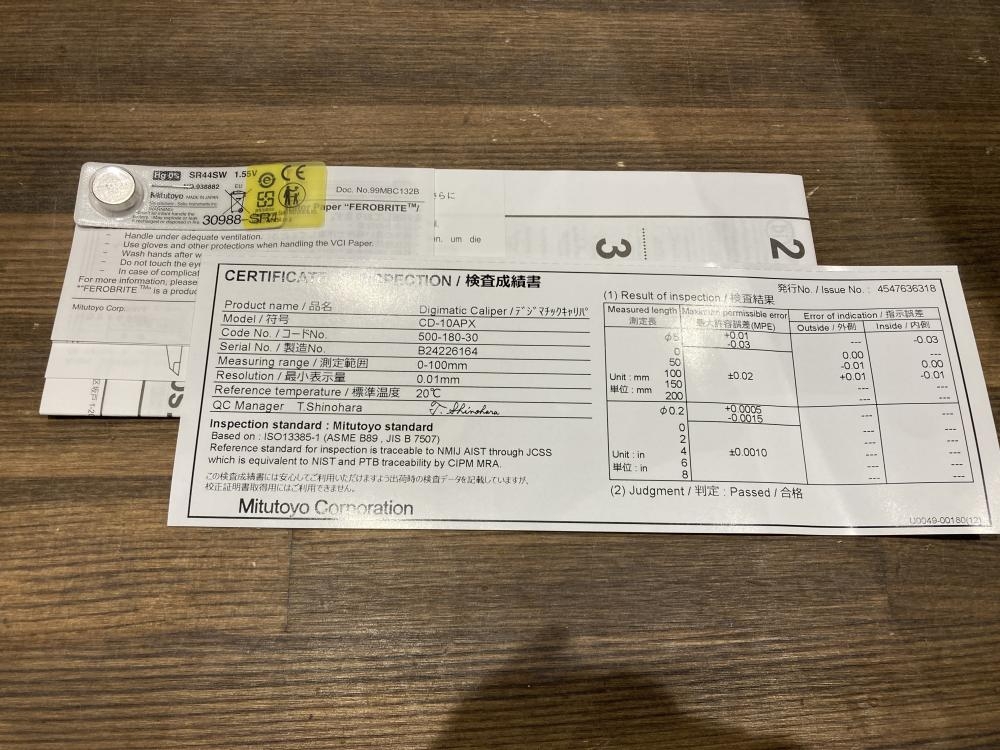 Hg 0% SR44SW 1.55V
No.938882
EU
Mitutoyo MADE IN JAPAN
WARNING
30988-SR4
CE
Doc. No.99MBC132B
Paper "FEROBRITE™/
さらに
- Handle under adequate ventilation.
- Use gloves and other protections when handling the VCI Paper.
- Wash hands after w
- Do not touch the eye
- In case of complicat
For more information, please
"FEROBRITE™" is a produc
Mitutoyo Corp.
en, um die
3
2
CERTIFICATE INSPECTION / 検査成績書
Product name / 品名 Digimatic Caliper / デジマチックキャリパ
Model / 符号 CD-10APX
Code No. / コードNo. 500-180-30
Serial No. / 製造No. B24226164
Measuring range / 測定範囲 0-100mm
Resolution / 最小表示量 0.01mm
Reference temperature / 標準温度 20℃
QC Manager T.Shinohara T. Shinohara
Inspection standard : Mitutoyo standard
Based on : ISO13385-1 (ASME B89 , JIS B 7507)
Reference standard for inspection is traceable to NMIJ AIST through JCSS
which is equivalent to NIST and PTB traceability by CIPM MRA.
この検査成績書には安心してご利用いただけますよう出荷時の検査データを記載していますが、
校正証明書取得用にはご利用できません。
Mitutoyo Corporation
発行No. / Issue No. : 4547636318
(1) Result of inspection / 検査結果
Measured length 測定長 Maximum permissible error 最大許容誤差(MPE) Error of indication / 指示誤差
Outside / 外側 Inside / 内側
φ5 +0.01 -0.03 --- -0.03
0 0.00 ---
50 -0.01 0.00
Unit : mm 100 ±0.02 +0.01 -0.01
単位 : mm 150 --- ---
200 --- ---
φ0.2 +0.0005 -0.0015 --- ---
0 --- ---
2 --- ---
Unit : in 4 ±0.0010 --- ---
単位 : in 6 --- ---
8 --- ---
(2) Judgment / 判定 : Passed / 合格
U0049-00180(12)